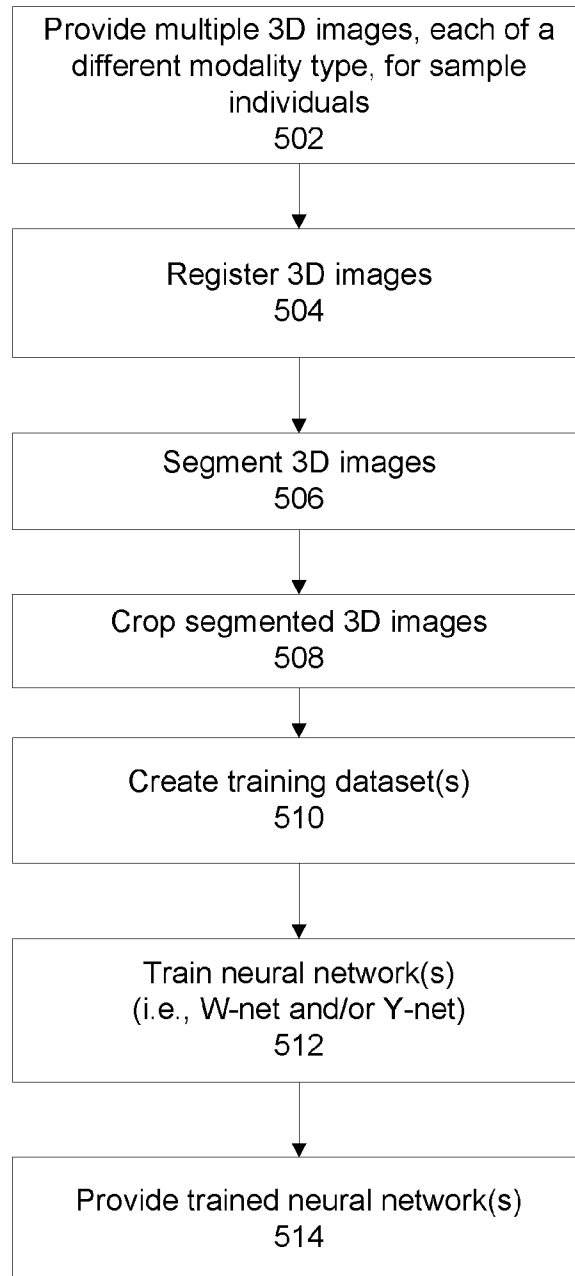 Provide multiple 3D images, each of a
different modality type, for sample
individuals
502
Register 3D images
504
Segment 3D images
506
Crop segmented 3D images
508
Create training dataset(s)
510
Train neural network(s)
(i.e., W-net and/or Y-net)
512
Provide trained neural network(s)
514